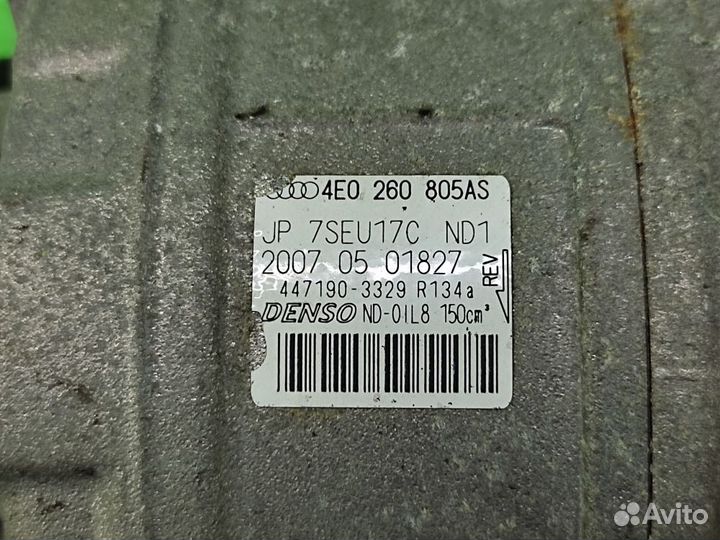 4E0 260 805AS
JP 7SEU17C ND1
2007 05 01827
REV
447190-3329 R134a
DENSO ND-OIL8 150cm³
Avito